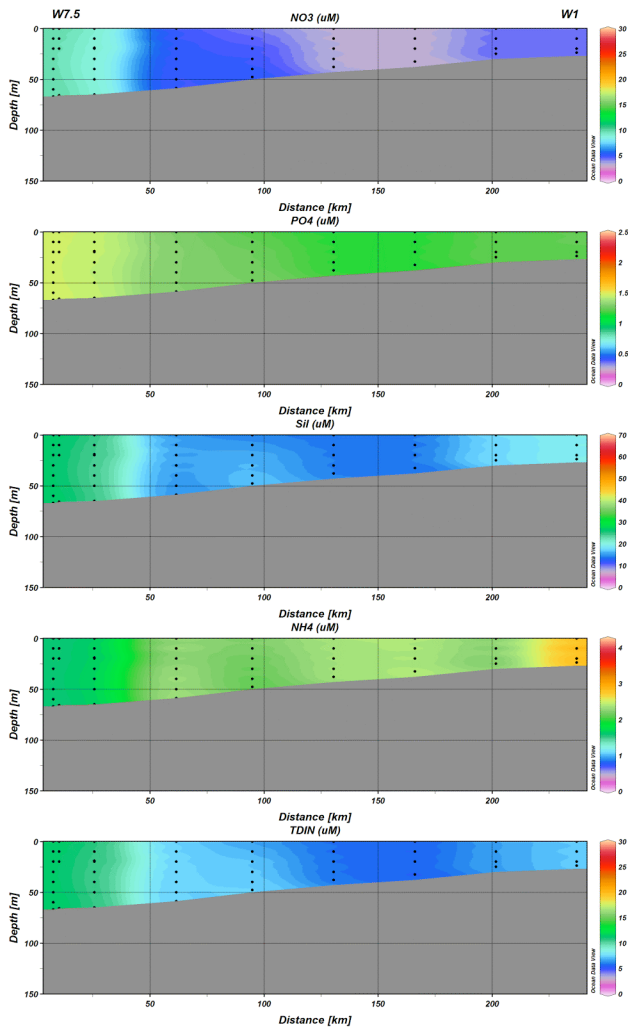 W7.5 NO3 (uM) W1
0
50
100
150
Depth [m]
50 100 150 200
Distance [km]
30
25
20
15
10
5
0
Ocean Data View
PO4 (uM)
0
50
100
150
Depth [m]
50 100 150 200
Distance [km]
2.5
2
1.5
1
0.5
0
Ocean Data View
Sil (uM)
0
50
100
150
Depth [m]
50 100 150 200
Distance [km]
70
60
50
40
30
20
10
0
Ocean Data View
NH4 (uM)
0
50
100
150
Depth [m]
50 100 150 200
Distance [km]
4
3
2
1
0
Ocean Data View
TDIN (uM)
0
50
100
150
Depth [m]
50 100 150 200
Distance [km]
30
25
20
15
10
5
0
Ocean Data View